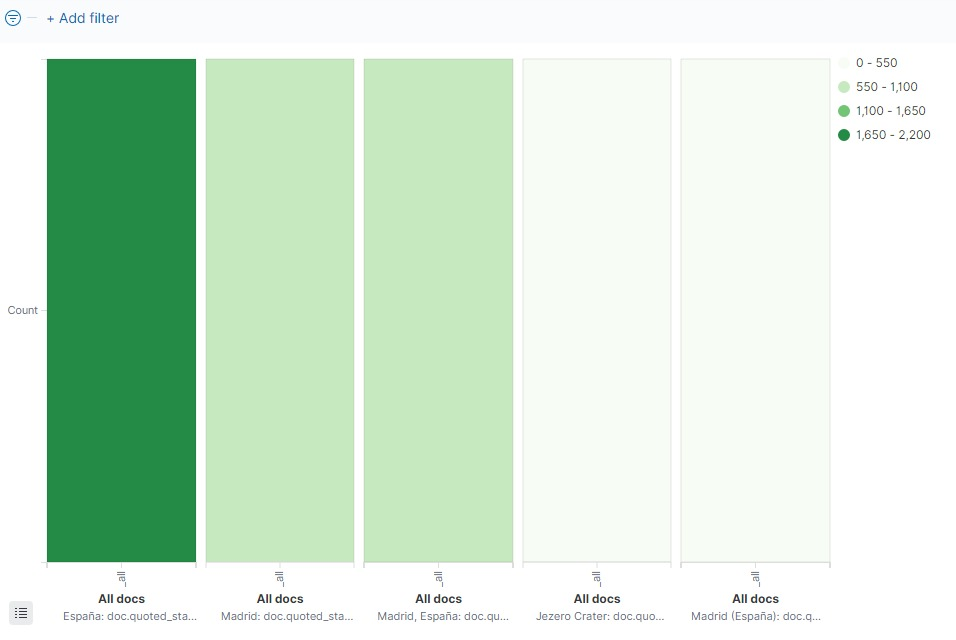 + Add filter
0 - 550
550 - 1,100
1,100 - 1,650
1,650 - 2,200
Count
_all
_all
_all
_all
_all
All docs
All docs
All docs
All docs
All docs
España: doc.quoted_sta...
Madrid: doc.quoted_sta...
Madrid, España: doc.qu...
Jezero Crater: doc.quo...
Madrid (España): doc.q...